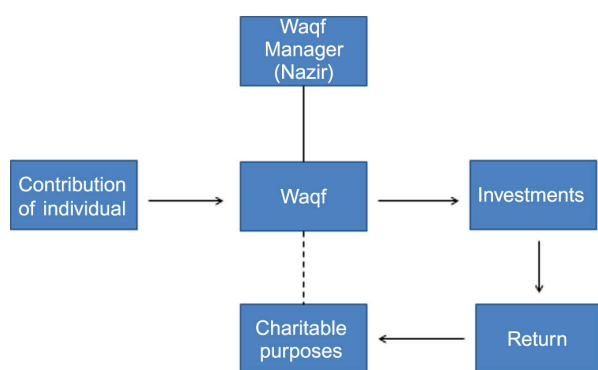 Waqf
Manager
(Nazir)
Contribution
of individual
Waqf
Investments
Charitable
purposes
Return